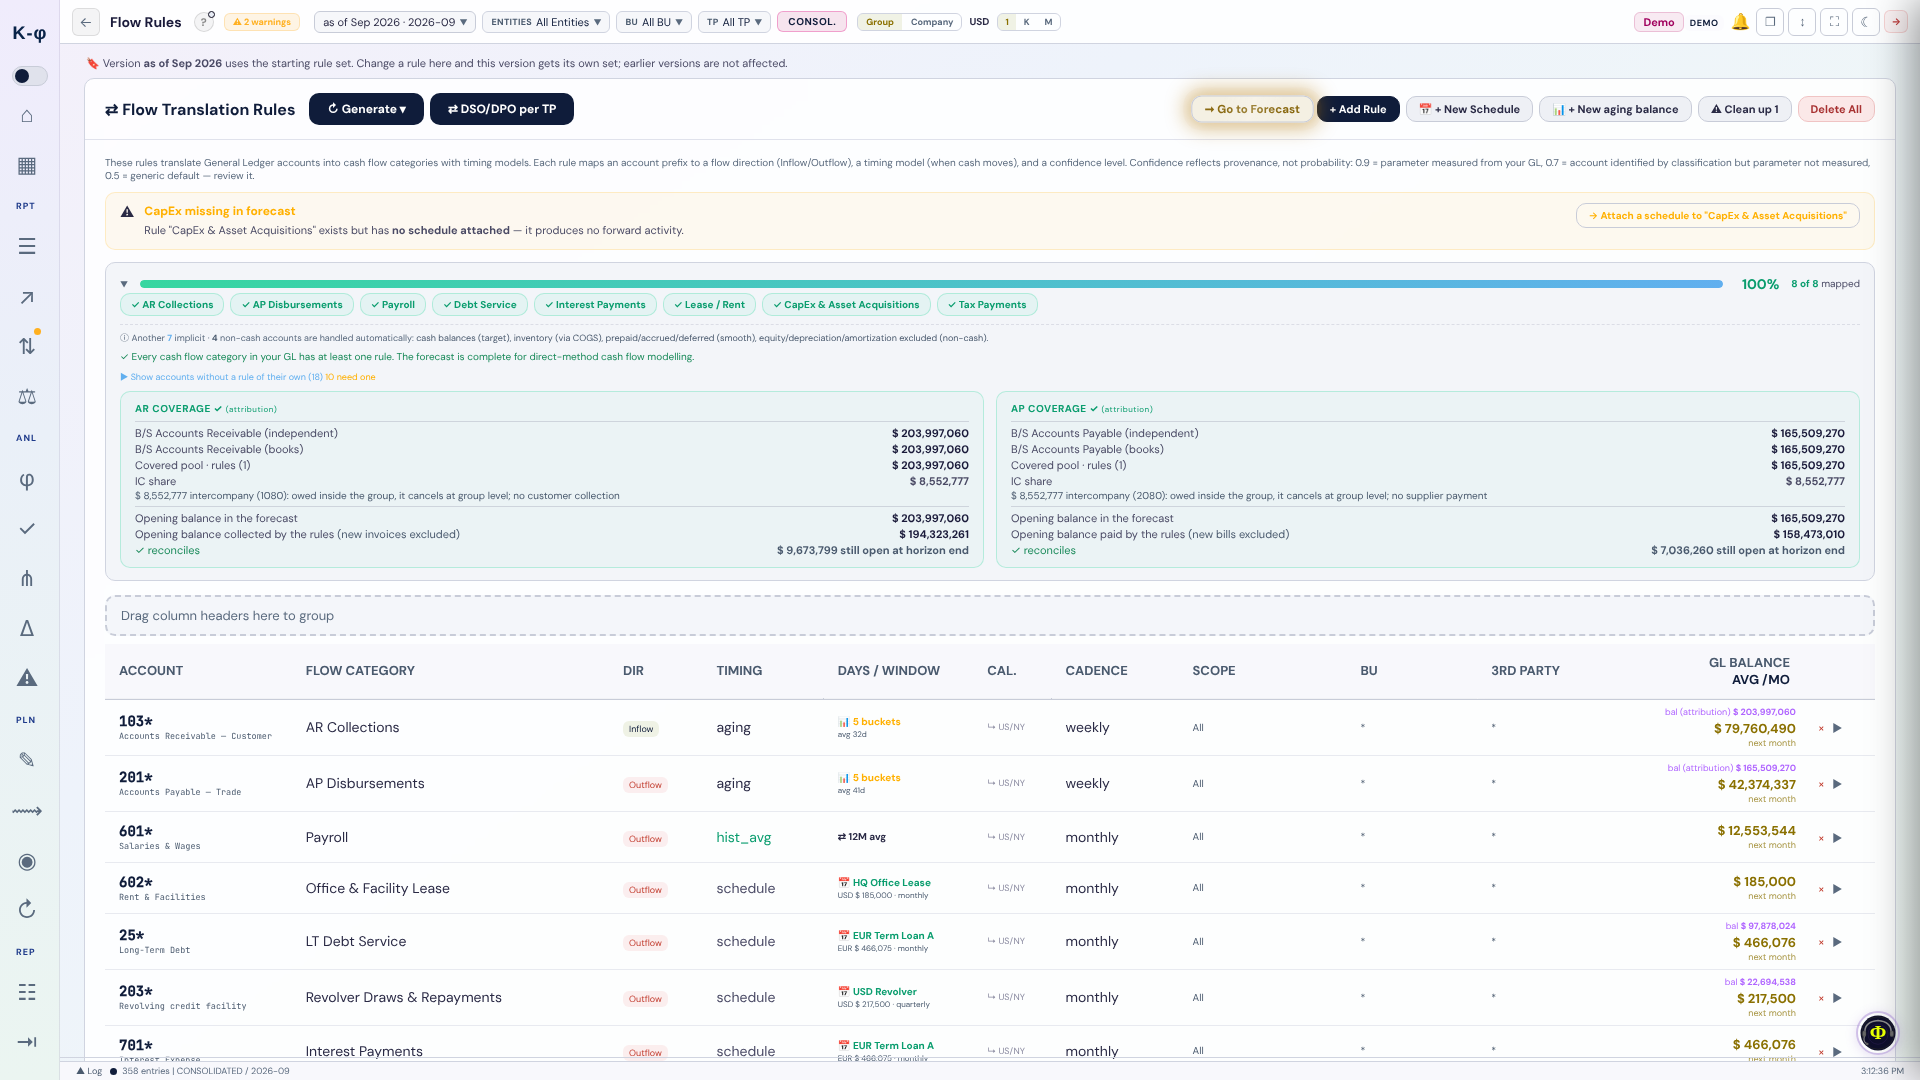 K-φ
Flow Rules
?
⚠ 2 warnings
as of Sep 2026 · 2026-09 ▼
ENTITIES All Entities ▼
BU All BU ▼
TP All TP ▼
CONSOL.
Group Company
USD
1 K M
Demo
DEMO
🔖 Version as of Sep 2026 uses the starting rule set. Change a rule here and this version gets its own set; earlier versions are not affected.
⇄ Flow Translation Rules
↻ Generate ▾
⇄ DSO/DPO per TP
→ Go to Forecast
+ Add Rule
📅 + New Schedule
📊 + New aging balance
⚠ Clean up 1
Delete All
These rules translate General Ledger accounts into cash flow categories with timing models. Each rule maps an account prefix to a flow direction (Inflow/Outflow), a timing model (when cash moves), and a confidence level. Confidence reflects provenance, not probability: 0.9 = parameter measured from your GL, 0.7 = account identified by classification but parameter not measured,
0.5 = generic default — review it.
⚠ CapEx missing in forecast
Rule "CapEx & Asset Acquisitions" exists but has no schedule attached — it produces no forward activity.
→ Attach a schedule to "CapEx & Asset Acquisitions"
▼ 100% 8 of 8 mapped
✓ AR Collections
✓ AP Disbursements
✓ Payroll
✓ Debt Service
✓ Interest Payments
✓ Lease / Rent
✓ CapEx & Asset Acquisitions
✓ Tax Payments
ⓘ Another 7 implicit · 4 non-cash accounts are handled automatically: cash balances (target), inventory (via COGS), prepaid/accrued/deferred (smooth), equity/depreciation/amortization excluded (non-cash).
✓ Every cash flow category in your GL has at least one rule. The forecast is complete for direct-method cash flow modelling.
▶ Show accounts without a rule of their own (18) 10 need one
AR COVERAGE ✓ (attribution)
B/S Accounts Receivable (independent) $ 203,997,060
B/S Accounts Receivable (books) $ 203,997,060
Covered pool · rules (1) $ 203,997,060
IC share $ 8,552,777
$ 8,552,777 intercompany (1080): owed inside the group, it cancels at group level; no customer collection
Opening balance in the forecast $ 203,997,060
Opening balance collected by the rules (new invoices excluded) $ 194,323,261
✓ reconciles $ 9,673,799 still open at horizon end
AP COVERAGE ✓ (attribution)
B/S Accounts Payable (independent) $ 165,509,270
B/S Accounts Payable (books) $ 165,509,270
Covered pool · rules (1) $ 165,509,270
IC share $ 8,552,777
$ 8,552,777 intercompany (2080): owed inside the group, it cancels at group level; no supplier payment
Opening balance in the forecast $ 165,509,270
Opening balance paid by the rules (new bills excluded) $ 158,473,010
✓ reconciles $ 7,036,260 still open at horizon end
Drag column headers here to group
ACCOUNT FLOW CATEGORY DIR TIMING DAYS / WINDOW CAL. CADENCE SCOPE BU 3RD PARTY GL BALANCE
AVG /MO
103* Accounts Receivable — Customer AR Collections Inflow aging 📊 5 buckets avg 32d ↳ US/NY weekly All * * bal (attribution) $ 203,997,060 $ 79,760,490 next month × ▶
201* Accounts Payable — Trade AP Disbursements Outflow aging 📊 5 buckets avg 41d ↳ US/NY weekly All * * bal (attribution) $ 165,509,270 $ 42,374,337 next month × ▶
601* Salaries & Wages Payroll Outflow hist_avg ⇄ 12M avg ↳ US/NY monthly All * * $ 12,553,544 next month × ▶
602* Rent & Facilities Office & Facility Lease Outflow schedule 📅 HQ Office Lease USD $ 185,000 · monthly ↳ US/NY monthly All * * $ 185,000 next month × ▶
25* Long-Term Debt LT Debt Service Outflow schedule 📅 EUR Term Loan A EUR $ 466,075 · monthly ↳ US/NY monthly All * * bal $ 97,878,024 $ 466,076 next month × ▶
203* Revolving credit facility Revolver Draws & Repayments Outflow schedule 📅 USD Revolver USD $ 217,500 · quarterly ↳ US/NY monthly All * * bal $ 22,694,538 $ 217,500 next month × ▶
701* Interest Expense Interest Payments Outflow schedule 📅 EUR Term Loan A EUR $ 466,075 · monthly ↳ US/NY monthly All * * $ 466,076 next month × ▶
RPT
ANL
PLN
REP
Φ
▲ Log ● 358 entries | CONSOLIDATED / 2026-09
3:12:36 PM